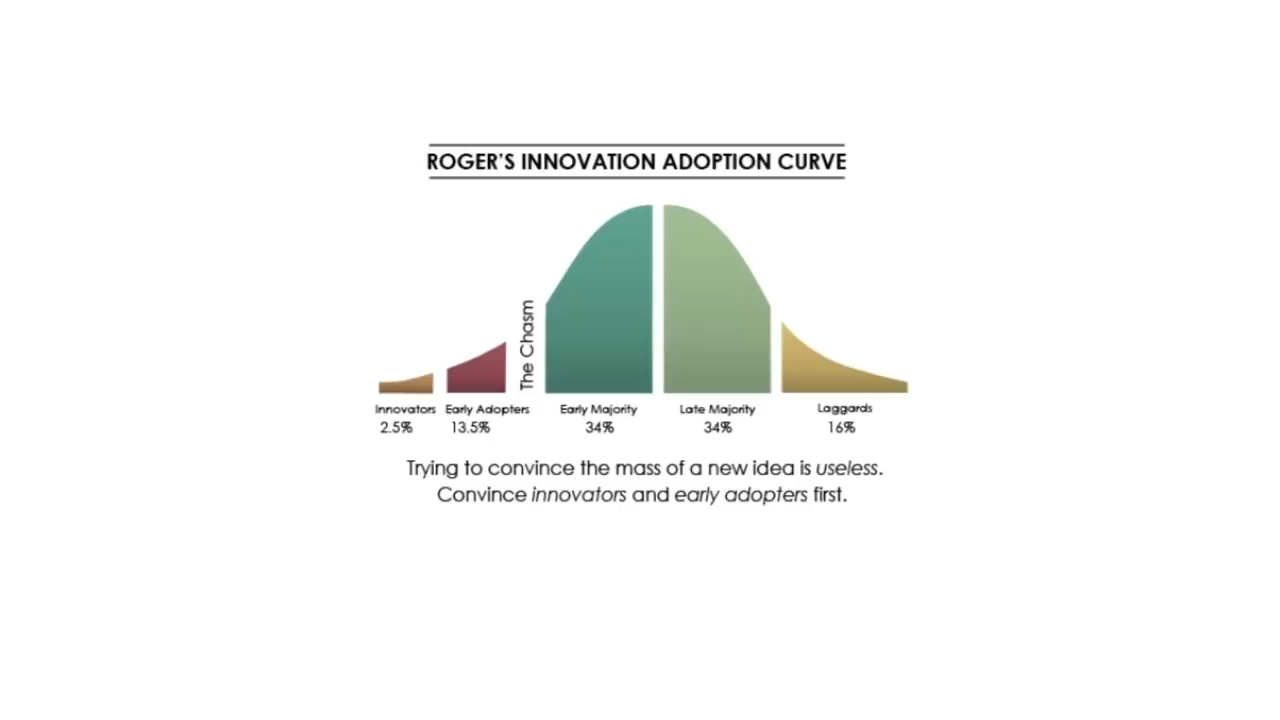 ROGER'S INNOVATION ADOPTION CURVE
The Chasm
Innovators Early Adopters Early Majority Late Majority Laggards
2.5% 13.5% 34% 34% 16%
Trying to convince the mass of a new idea is useless.
Convince innovators and early adopters first.